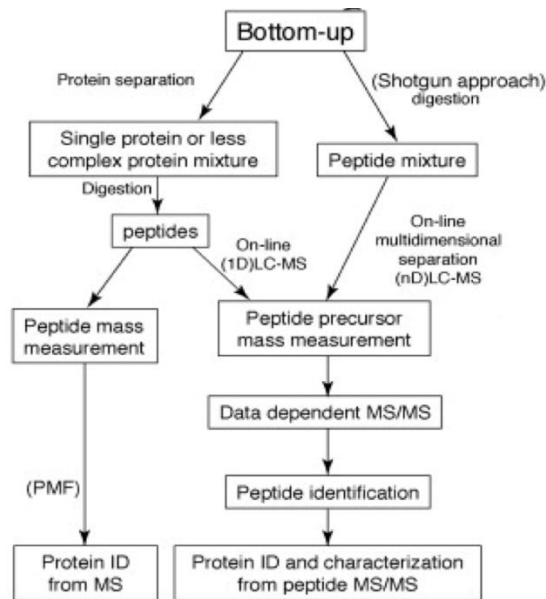 Bottom-up
Protein separation
(Shotgun approach)
digestion
Single protein or less
complex protein mixture
Peptide mixture
Digestion
peptides
On-line
(1D)LC-MS
On-line
multidimensional
separation
(nD)LC-MS
Peptide mass
measurement
Peptide precursor
mass measurement
Data dependent MS/MS
(PMF)
Peptide identification
Protein ID
from MS
Protein ID and characterization
from peptide MS/MS